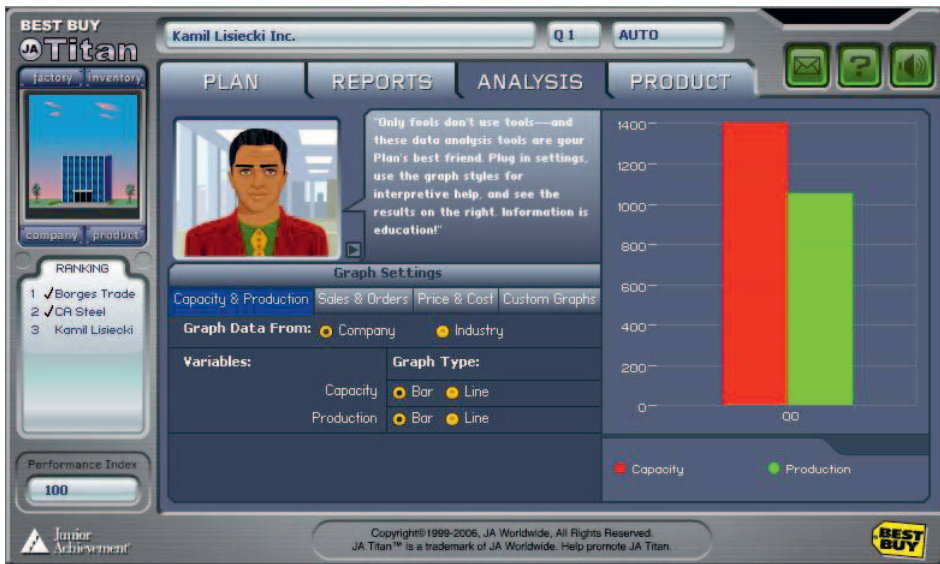 BEST BUY
JA Titan
Kamil Lisiecki Inc.
Q 1
AUTO
factory inventory
company product
PLAN
REPORTS
ANALYSIS
PRODUCT
?
"Only fools don't use tools—and
these data analysis tools are your
Plan's best friend. Plug in settings,
use the graph styles for
interpretive help, and see the
results on the right. Information is
education!"
RANKING
1 ✓Borges Trade
2 ✓CA Steel
3 Kamil Lisiecki
Performance Index
100
Graph Settings
Capacity & Production
Sales & Orders
Price & Cost
Custom Graphs
Graph Data From: Company Industry
Variables: Graph Type:
Capacity Bar Line
Production Bar Line
1400
1200
1000
800
600
400
200
0
Q0
Capacity Production
Junior
Achievement®
Copyright©1999-2006, JA Worldwide, All Rights Reserved.
JA Titan™ is a trademark of JA Worldwide. Help promote JA Titan.
BEST
BUY